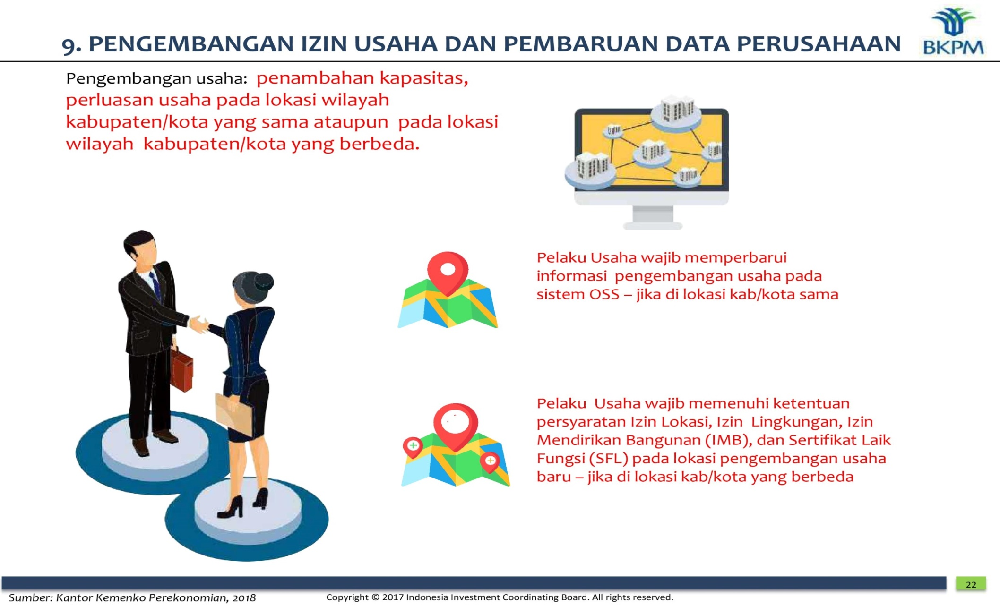 9. PENGEMBANGAN IZIN USAHA DAN PEMBARUAN DATA PERUSAHAAN
BKPM
Pengembangan usaha: penambahan kapasitas,
perluasan usaha pada lokasi wilayah
kabupaten/kota yang sama ataupun pada lokasi
wilayah kabupaten/kota yang berbeda.
Pelaku Usaha wajib memperbarui
informasi pengembangan usaha pada
sistem OSS – jika di lokasi kab/kota sama
Pelaku Usaha wajib memenuhi ketentuan
persyaratan Izin Lokasi, Izin Lingkungan, Izin
Mendirikan Bangunan (IMB), dan Sertifikat Laik
Fungsi (SFL) pada lokasi pengembangan usaha
baru – jika di lokasi kab/kota yang berbeda
22
Sumber: Kantor Kemenko Perekonomian, 2018
Copyright © 2017 Indonesia Investment Coordinating Board. All rights reserved.